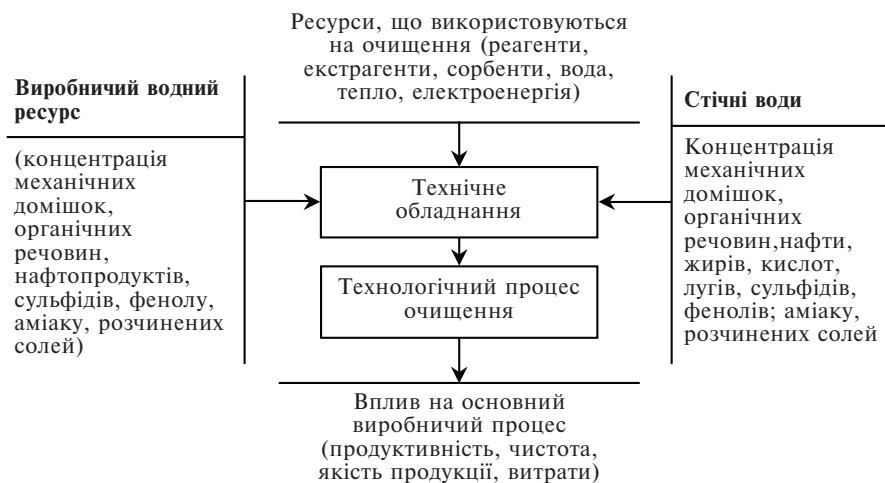 Ресурси, що використовуються
на очищення (реагенти,
екстрагенти, сорбенти, вода,
тепло, електроенергія)
Виробничий водний
ресурс
(концентрація
механічних
домішок,
органічних
речовин,
нафтопродуктів,
сульфідів, фенолу,
аміаку, розчинених
солей)
Технічне
обладнання
Технологічний процес
очищення
Стічні води
Концентрація
механічних
домішок,
органічних
речовин,нафти,
жирів, кислот,
лугів, сульфідів,
фенолів; аміаку,
розчинених солей
Вплив на основний
виробничий процес
(продуктивність, чистота,
якість продукції, витрати)